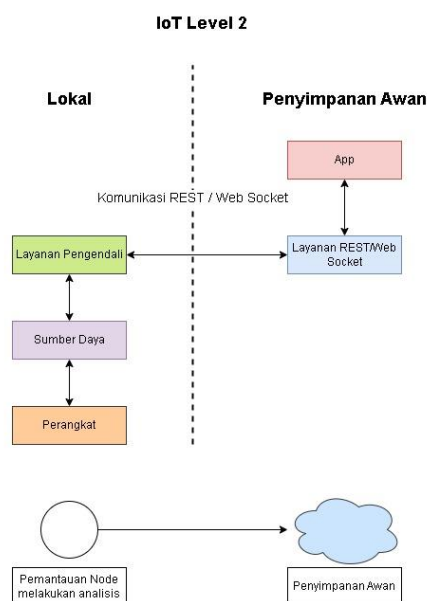 IoT Level 2
Lokal
Penyimpanan Awan
App
Komunikasi REST / Web Socket
Layanan Pengendali
Layanan REST/Web
Socket
Sumber Daya
Perangkat
Pemantauan Node
melakukan analisis
Penyimpanan Awan